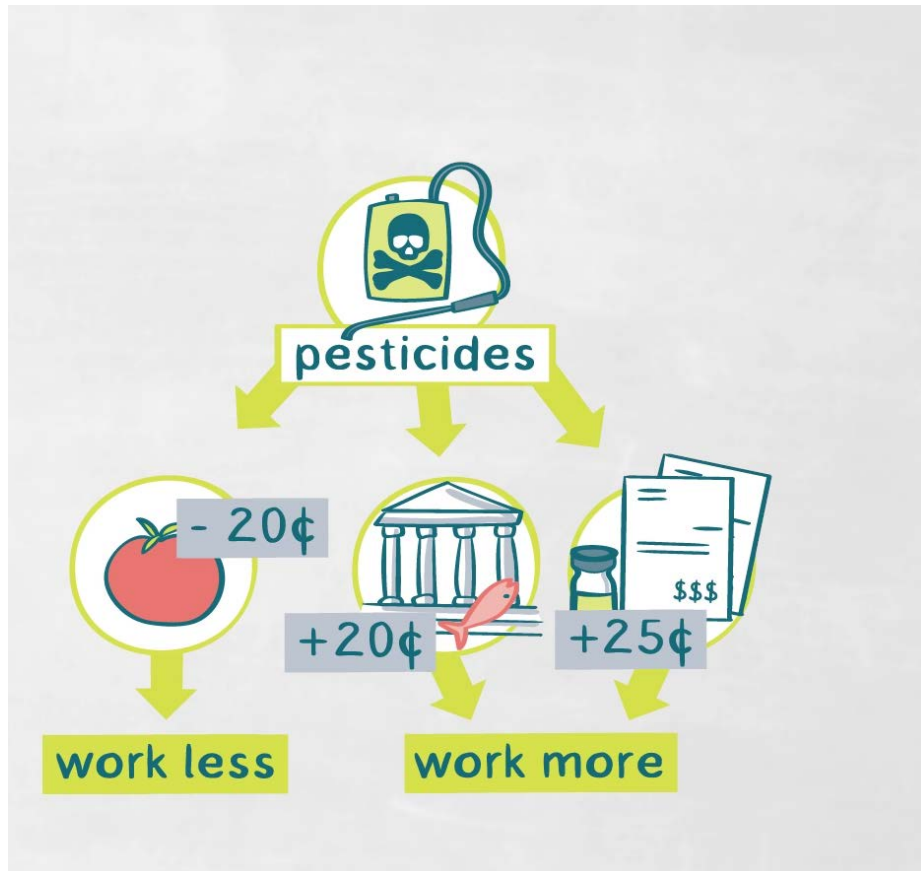 pesticides
- 20¢
+20¢
$$$
+25¢
work less
work more